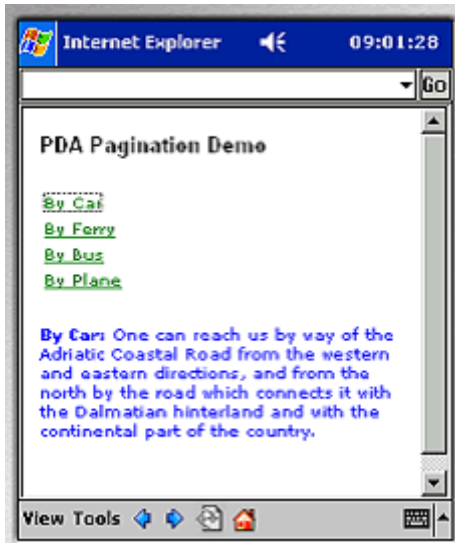 Internet Explorer 09:01:28
Go
PDA Pagination Demo
By Car
By Ferry
By Bus
By Plane
By Car: One can reach us by way of the
Adriatic Coastal Road from the western
and eastern directions, and from the
north by the road which connects it with
the Dalmatian hinterland and with the
continental part of the country.
View Tools